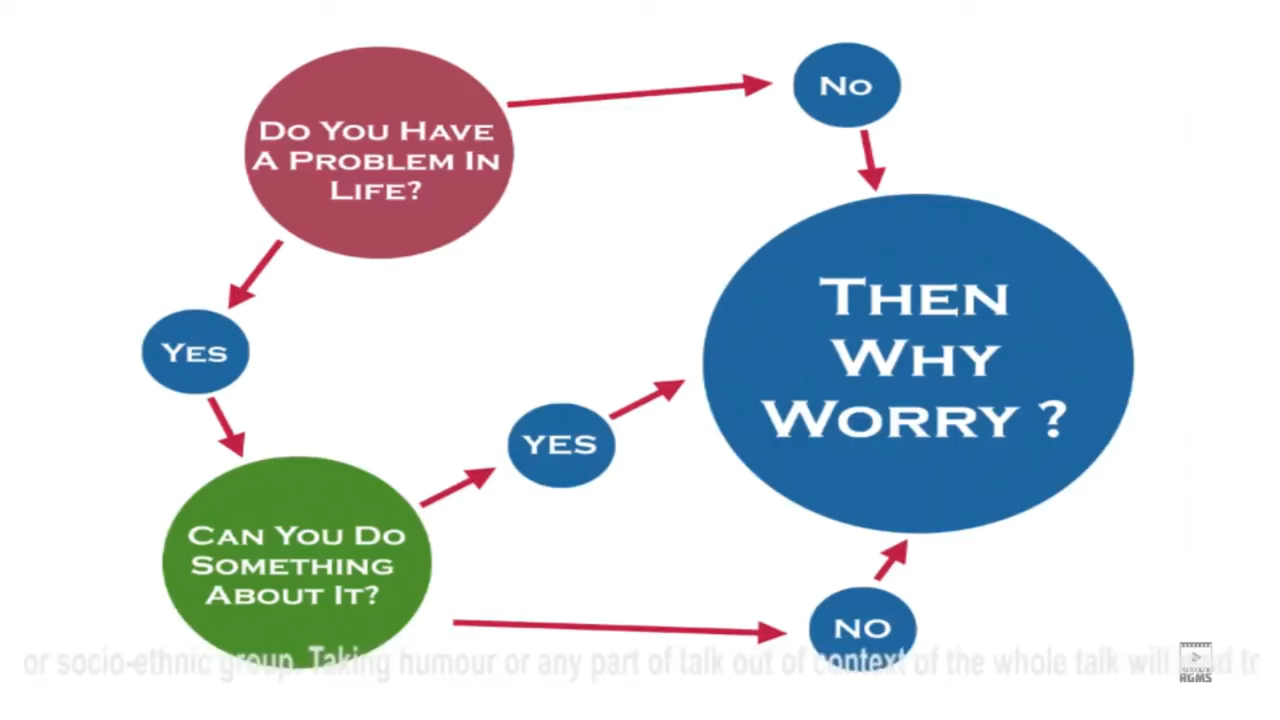 DO YOU HAVE
A PROBLEM IN
LIFE?
NO
YES
THEN
WHY
WORRY ?
YES
CAN YOU DO
SOMETHING
ABOUT IT?
NO
or socio-ethnic group. Taking humour or any part of talk out of context of the whole talk will
RGMS